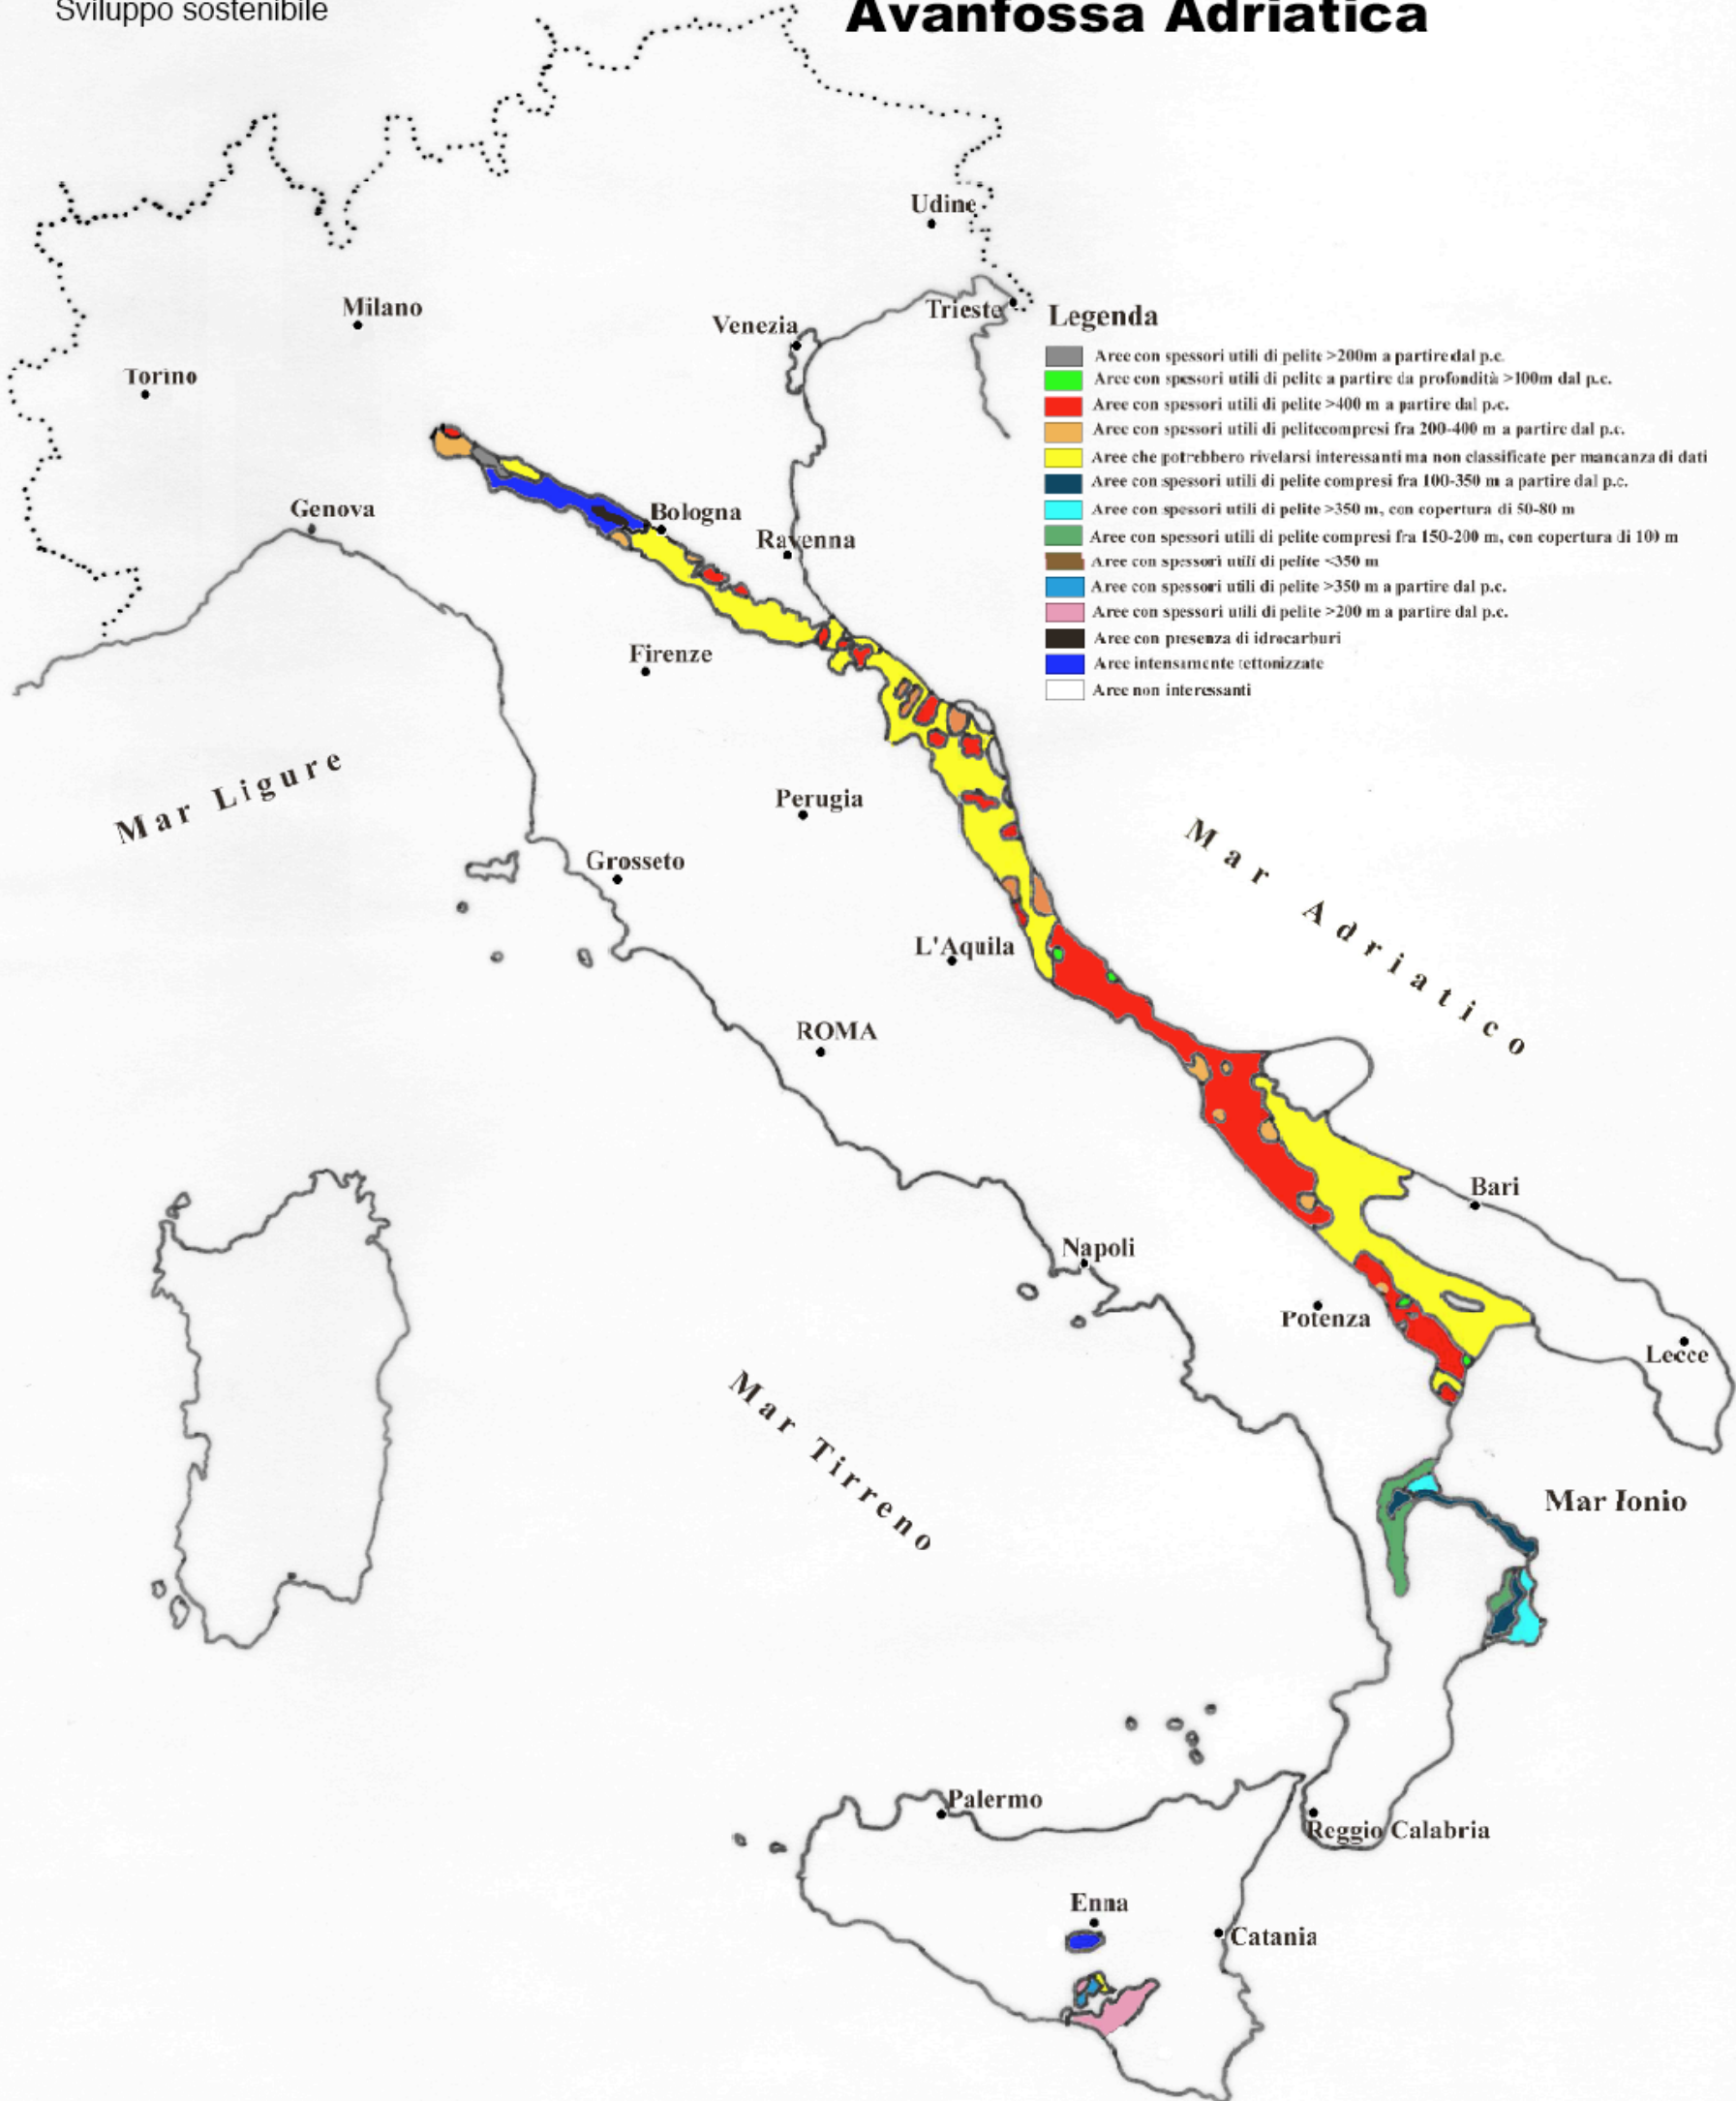 Sviluppo sostenibile
Avanfossa Adriatica
Udine
Milano
Trieste
Venezia
Torino
Legenda
Aree con spessori utili di pelite >200m a partire dal p.c.
Aree con spessori utili di pelite a partire da profondità >100m dal p.c.
Aree con spessori utili di pelite >400 m a partire dal p.c.
Aree con spessori utili di pelitecompresi fra 200-400 m a partire dal p.c.
Aree che potrebbero rivelarsi interessanti ma non classificate per mancanza di dati
Aree con spessori utili di pelite compresi fra 100-350 m a partire dal p.c.
Aree con spessori utili di pelite >350 m, con copertura di 50-80 m
Aree con spessori utili di pelite compresi fra 150-200 m, con copertura di 100 m
Aree con spessori utili di pelite <350 m
Aree con spessori utili di pelite >350 m a partire dal p.c.
Aree con spessori utili di pelite >200 m a partire dal p.c.
Aree con presenza di idrocarburi
Aree intensamente tettonizzate
Aree non interessanti
Genova
Bologna
Ravenna
Firenze
Mar Ligure
Perugia
Grosseto
Mar Adriatico
L'Aquila
ROMA
Bari
Napoli
Potenza
Lecce
Mar Tirreno
Mar Ionio
Palermo
Reggio Calabria
Enna
Catania